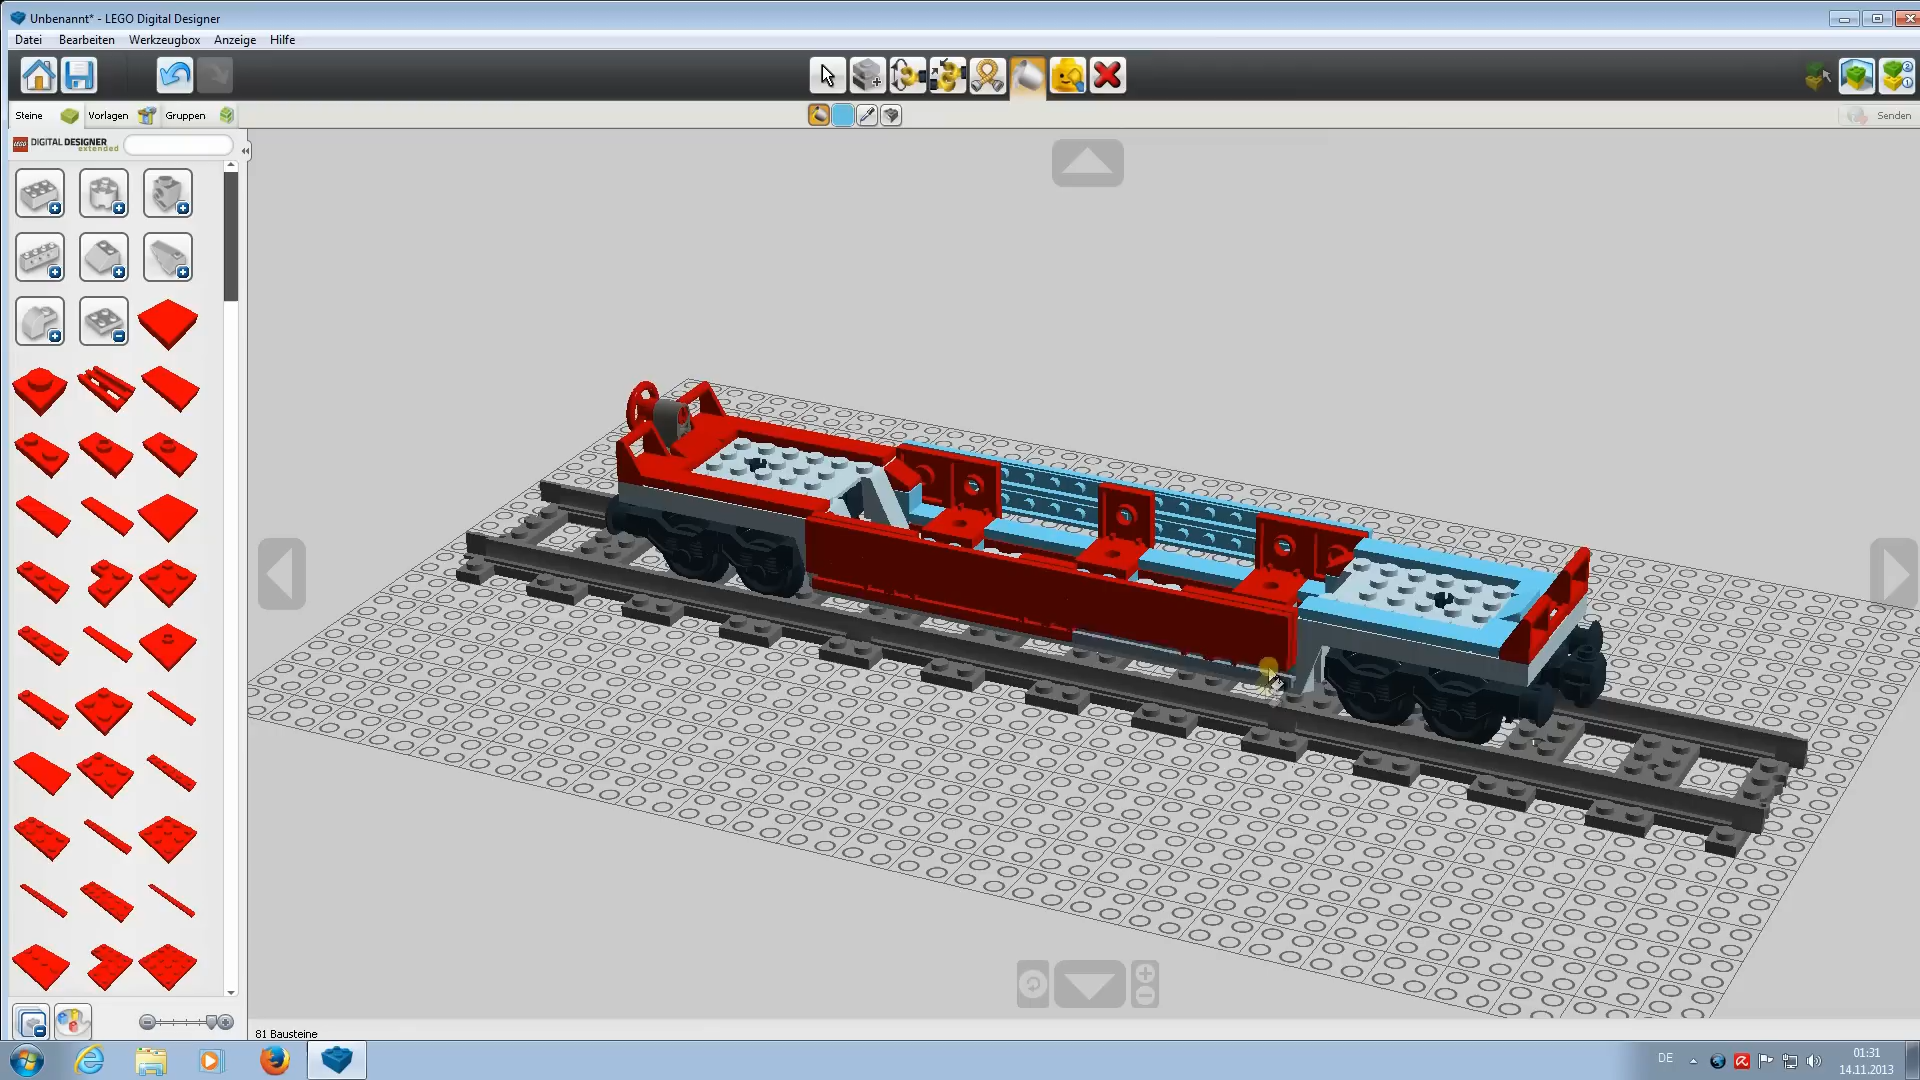 Unbenannt* - LEGO Digital Designer
Datei Bearbeiten Werkzeugbox Anzeige Hilfe
Steine Vorlagen Gruppen
Senden
LEGO DIGITAL DESIGNER
extended
81 Bausteine
DE
01:31
14.11.2013